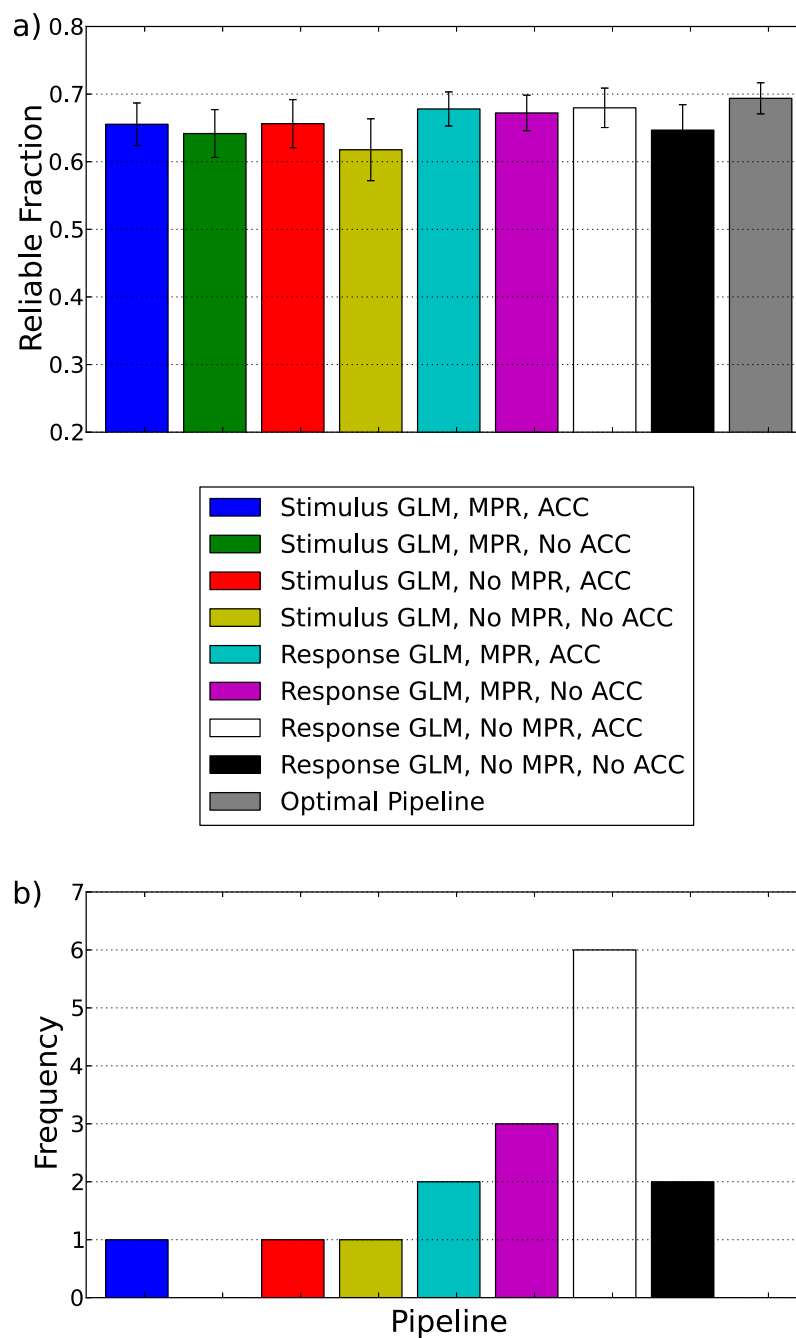 a)
0.8
0.7
0.6
0.5
0.4
0.3
0.2
Reliable Fraction
Stimulus GLM, MPR, ACC
Stimulus GLM, MPR, No ACC
Stimulus GLM, No MPR, ACC
Stimulus GLM, No MPR, No ACC
Response GLM, MPR, ACC
Response GLM, MPR, No ACC
Response GLM, No MPR, ACC
Response GLM, No MPR, No ACC
Optimal Pipeline
b)
7
6
5
4
3
2
1
0
Frequency
Pipeline